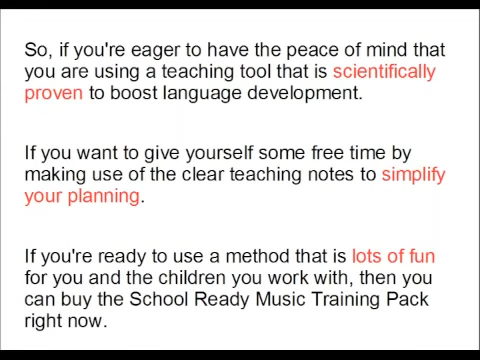 So, if you're eager to have the peace of mind that
you are using a teaching tool that is scientifically
proven to boost language development.
If you want to give yourself some free time by
making use of the clear teaching notes to simplify
your planning.
If you're ready to use a method that is lots of fun
for you and the children you work with, then you
can buy the School Ready Music Training Pack
right now.